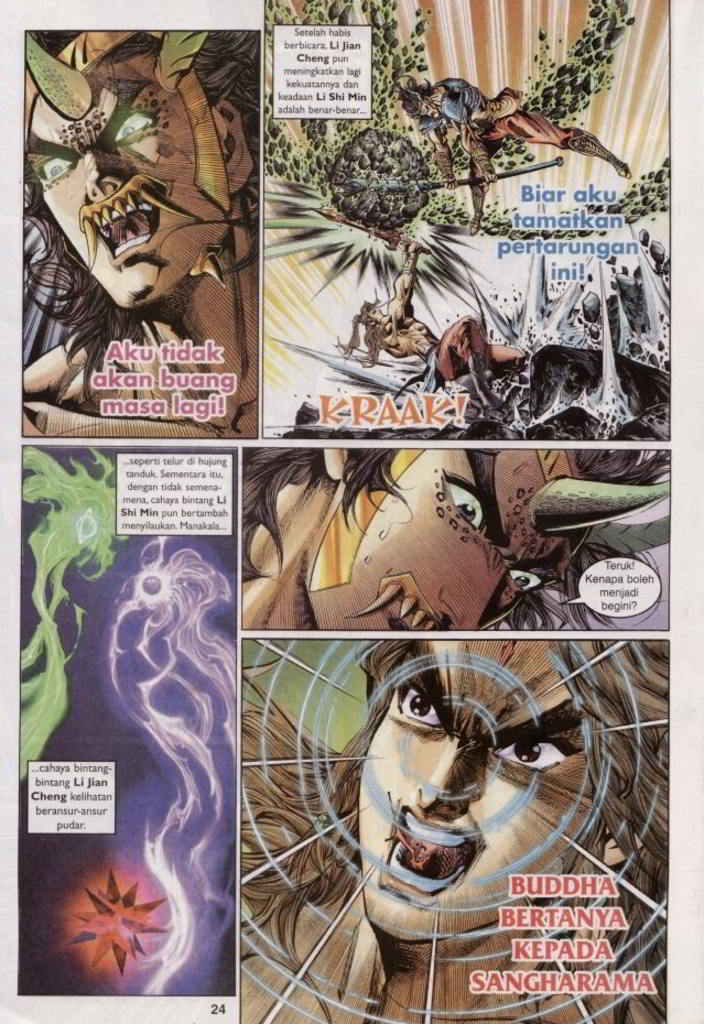 Aku tidak
akan buang
masa lagi!
Setelah habis
berbicara, Li Jian
Cheng pun
meningkatkan lagi
kekuatannya dan
keadaan Li Shi Min
adalah benar-benar...
Biar aku
tamatkan
pertarungan
ini!
KRAAK!
...seperti telur di hujung
tanduk. Sementara itu,
dengan tidak semena-
mena, cahaya bintang Li
Shi Min pun bertambah
menyilaukan. Manakala...
...cahaya bintang-
bintang Li Jian
Cheng kelihatan
beransur-ansur
pudar.
Teruk!
Kenapa boleh
menjadi
begini?
BUDDHA
BERTANYA
KEPADA
SANGHARAMA
24